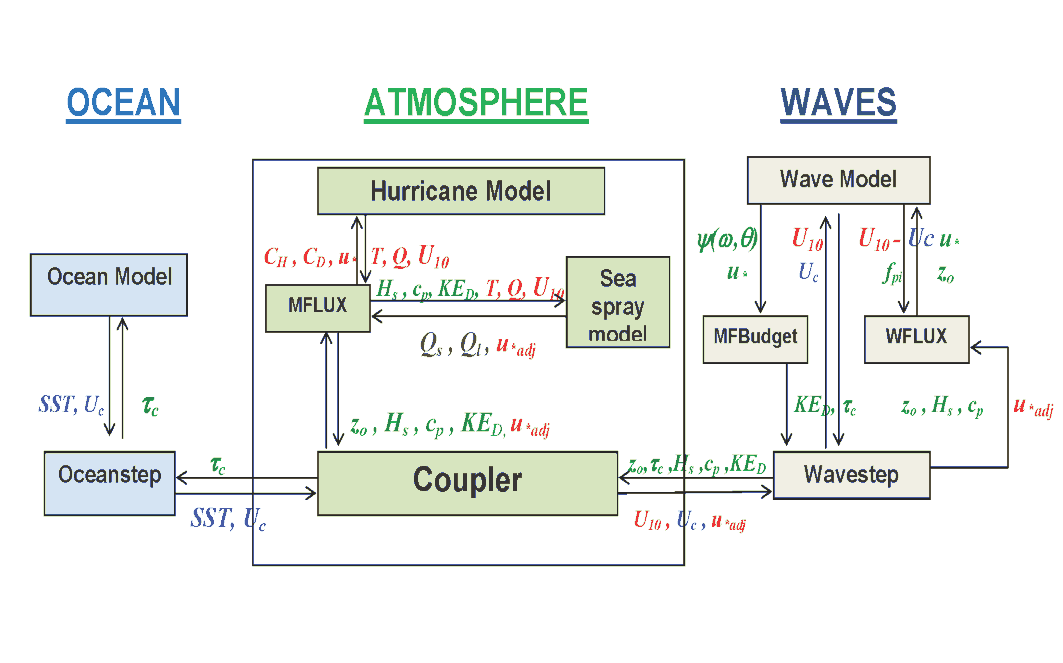 OCEAN
ATMOSPHERE
WAVES
Hurricane Model
Wave Model
C_H , C_D , u_* T, Q, U_10
ψ(ω,θ)
u_*
U_10
U_c
U_10 - Uc u_*
f_pi z_o
Ocean Model
MFLUX
H_s , c_p, KE_D, T, Q, U_10
Sea
spray
model
Q_s , Q_l, u_*adj
MFBudget
WFLUX
SST, U_c τ_c
z_o , H_s , c_p , KE_D, u_*adj
KE_D, τ_c
z_o , H_s , c_p
u_*adj
Oceanstep
τ_c
SST, U_c
Coupler
z_o,τ_c ,H_s ,c_p ,KE_D
U_10 , U_c , u_*adj
Wavestep